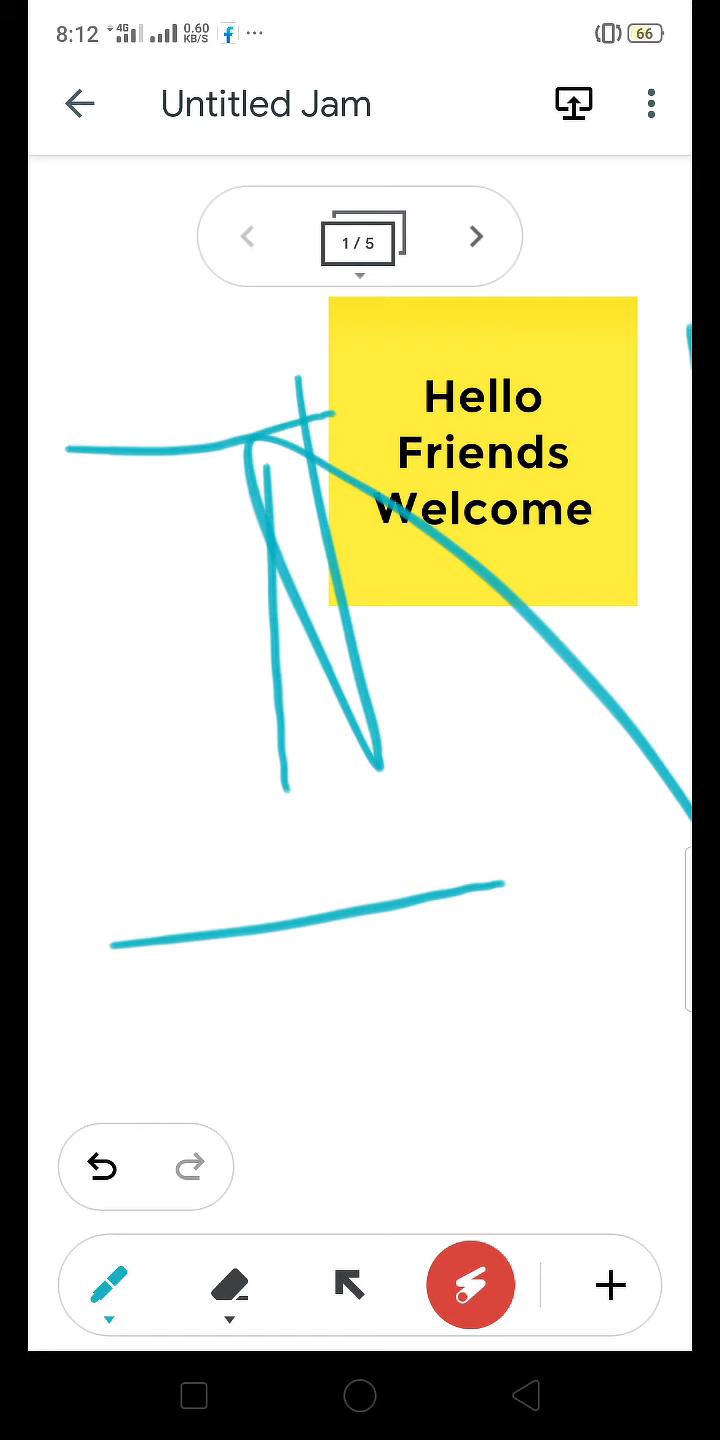 8:12 4G 0.60 KB/S f ... 66
Untitled Jam
1 / 5
Hello
Friends
Welcome